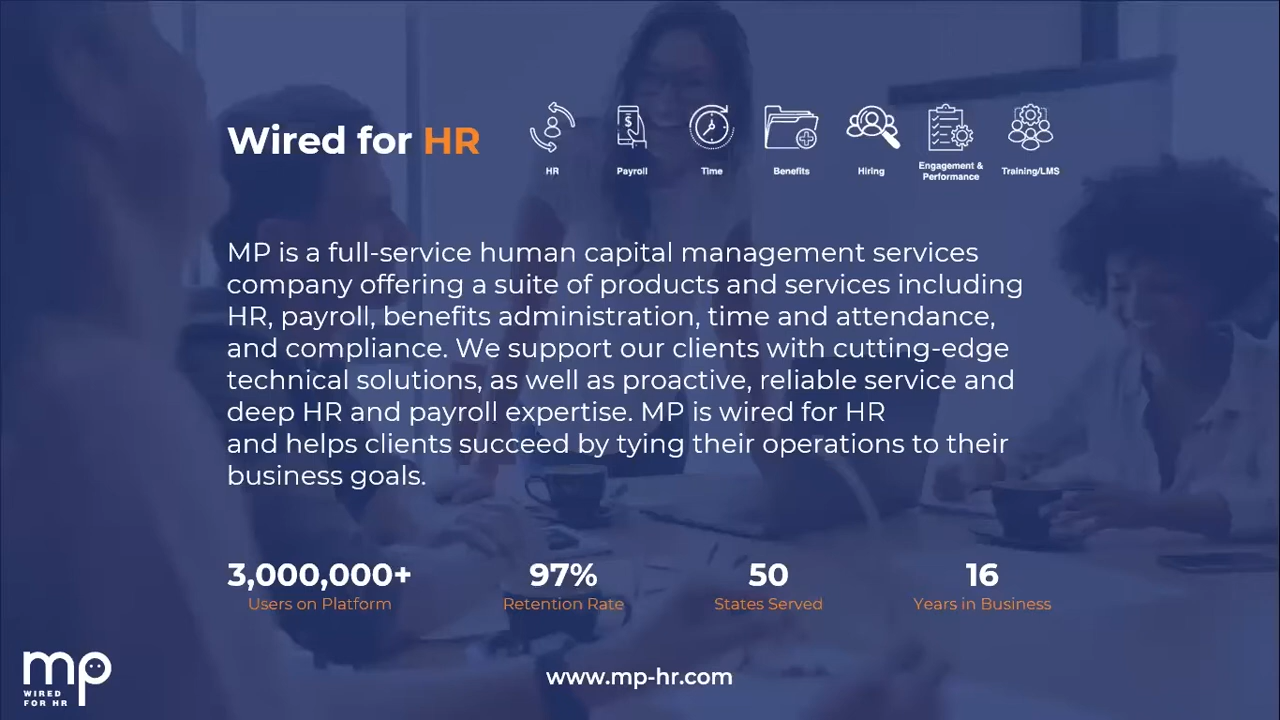 Wired for HR
HR
Payroll
Time
Benefits
Hiring
Engagement &
Performance
Training/LMS
MP is a full-service human capital management services
company offering a suite of products and services including
HR, payroll, benefits administration, time and attendance,
and compliance. We support our clients with cutting-edge
technical solutions, as well as proactive, reliable service and
deep HR and payroll expertise. MP is wired for HR
and helps clients succeed by tying their operations to their
business goals.
3,000,000+
Users on Platform
97%
Retention Rate
50
States Served
16
Years in Business
mp
WIRED
FOR HR
www.mp-hr.com